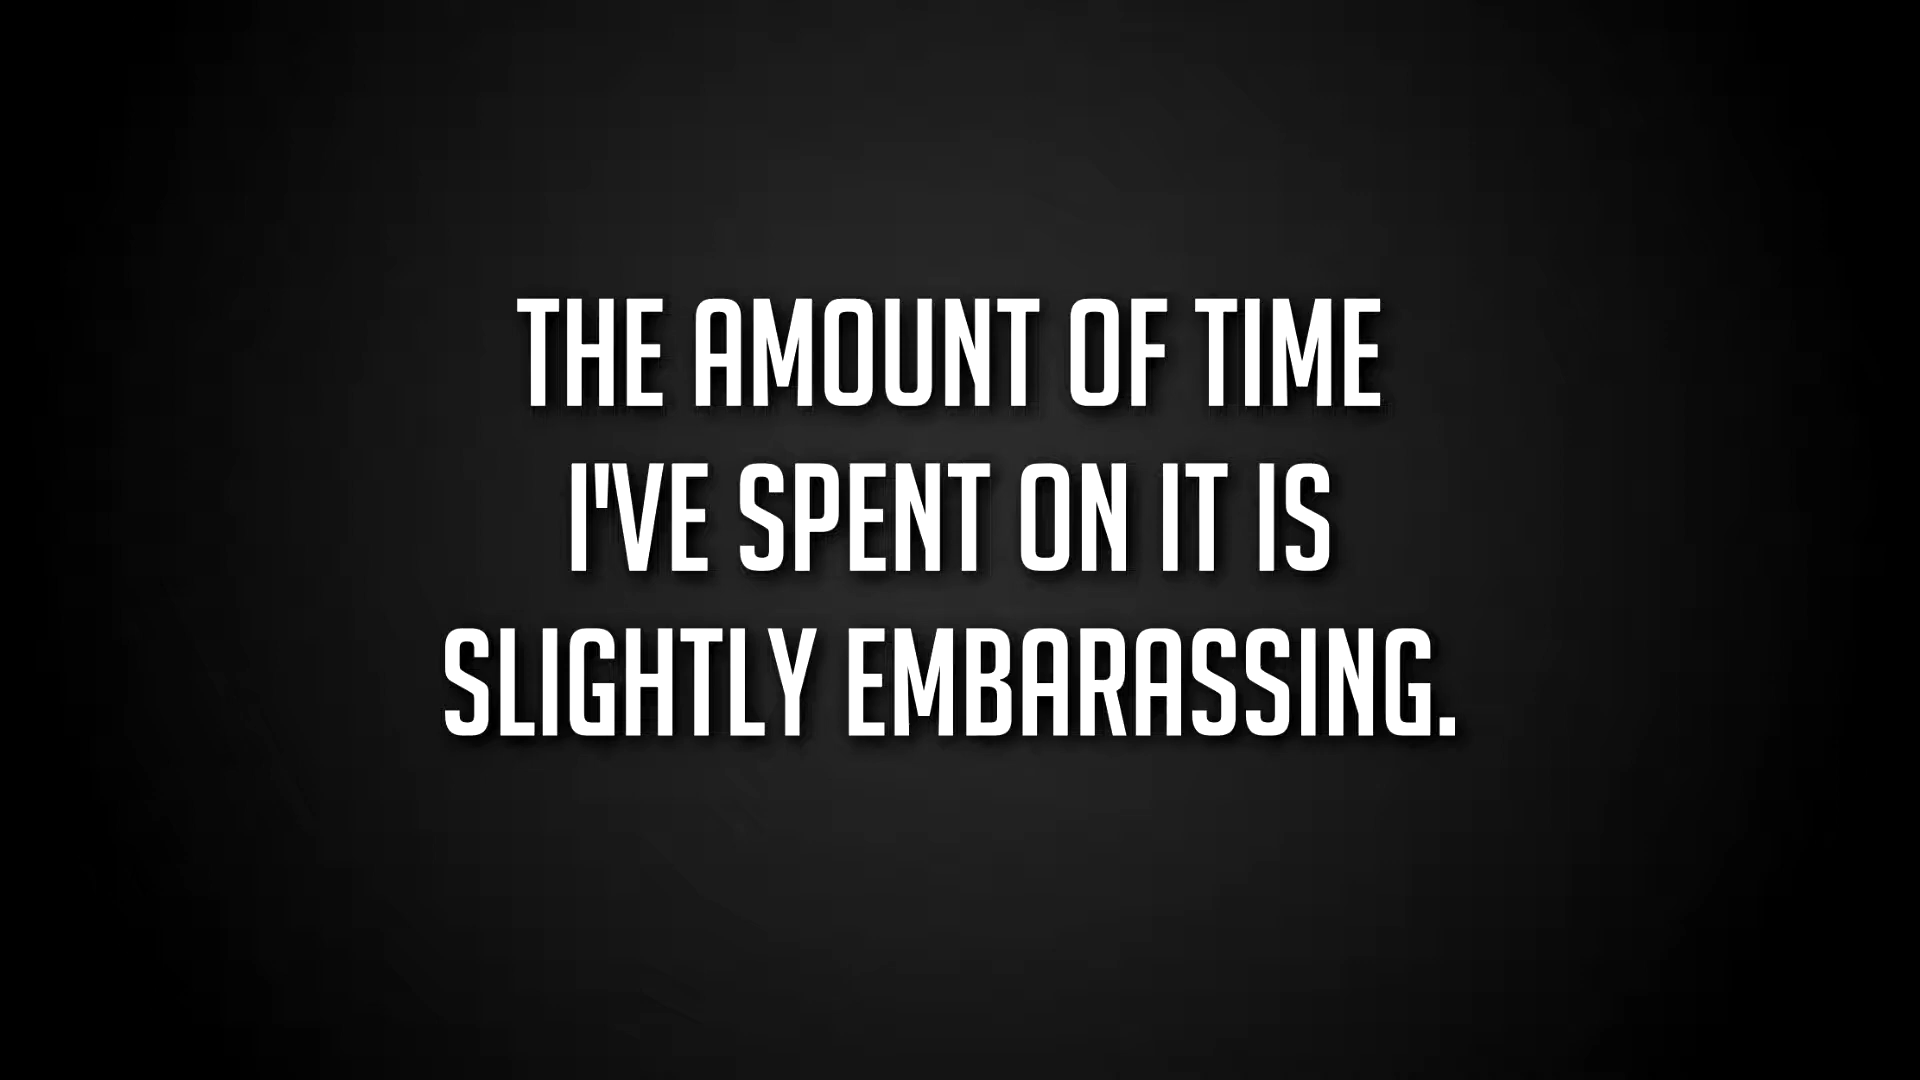 THE AMOUNT OF TIME
I'VE SPENT ON IT IS
SLIGHTLY EMBARASSING.